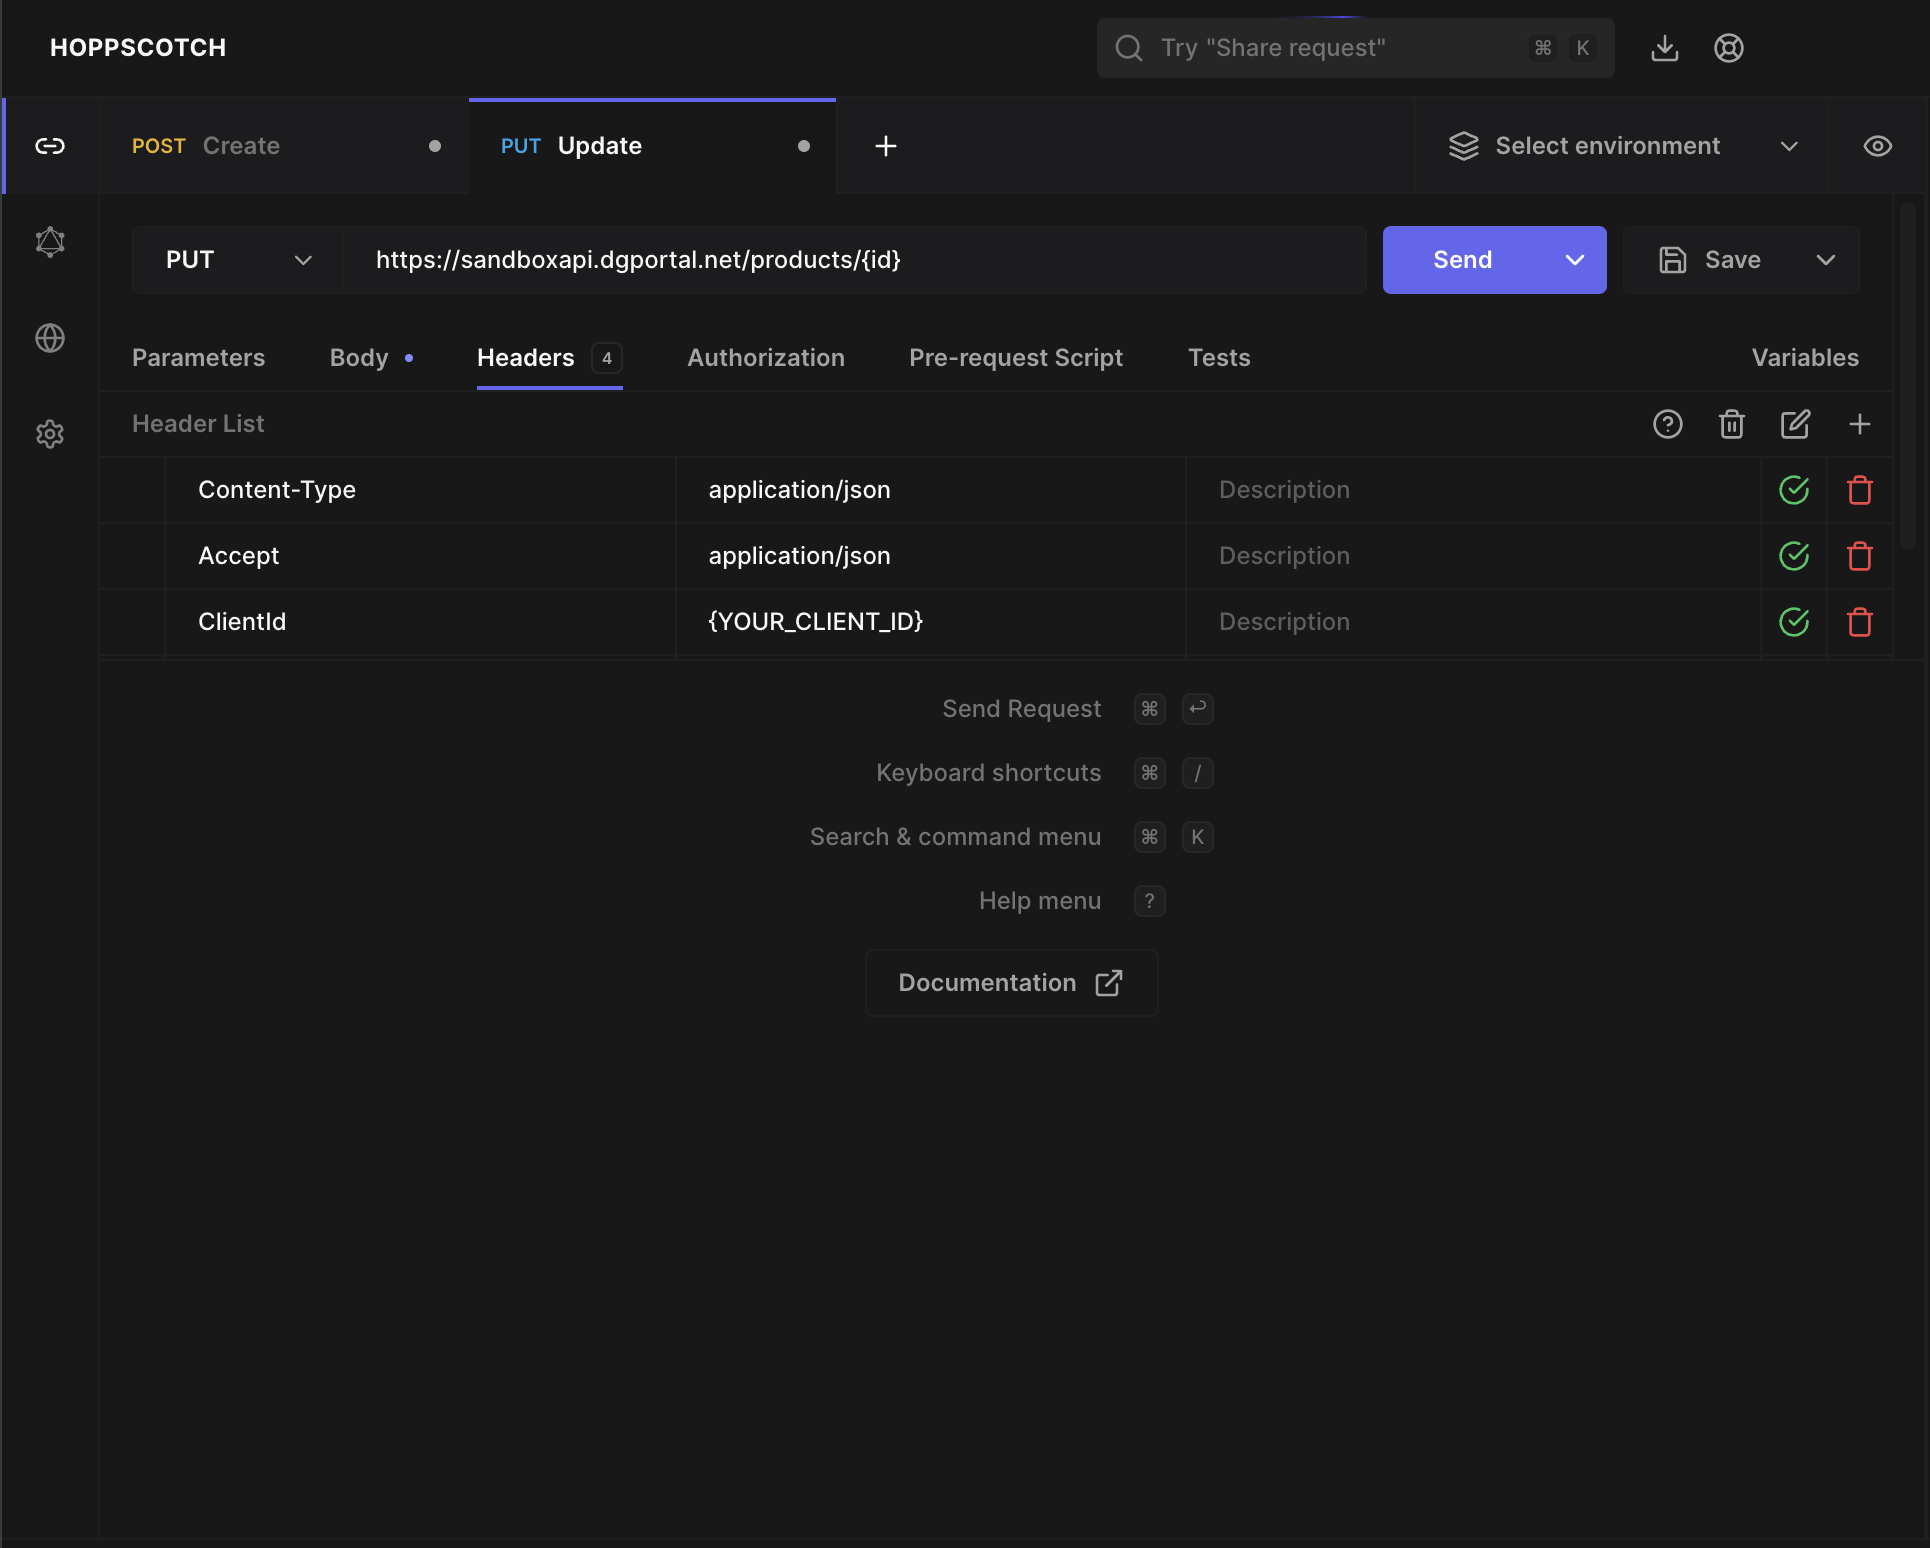 HOPPSCOTCH
Try "Share request" ⌘ K
POST Create
PUT Update
Select environment
PUT
https://sandboxapi.dgportal.net/products/{id}
Send
Save
Parameters
Body
Headers 4
Authorization
Pre-request Script
Tests
Variables
Header List
Content-Type application/json Description
Accept application/json Description
ClientId {YOUR_CLIENT_ID} Description
Send Request ⌘ ↩
Keyboard shortcuts ⌘ /
Search & command menu ⌘ K
Help menu ?
Documentation